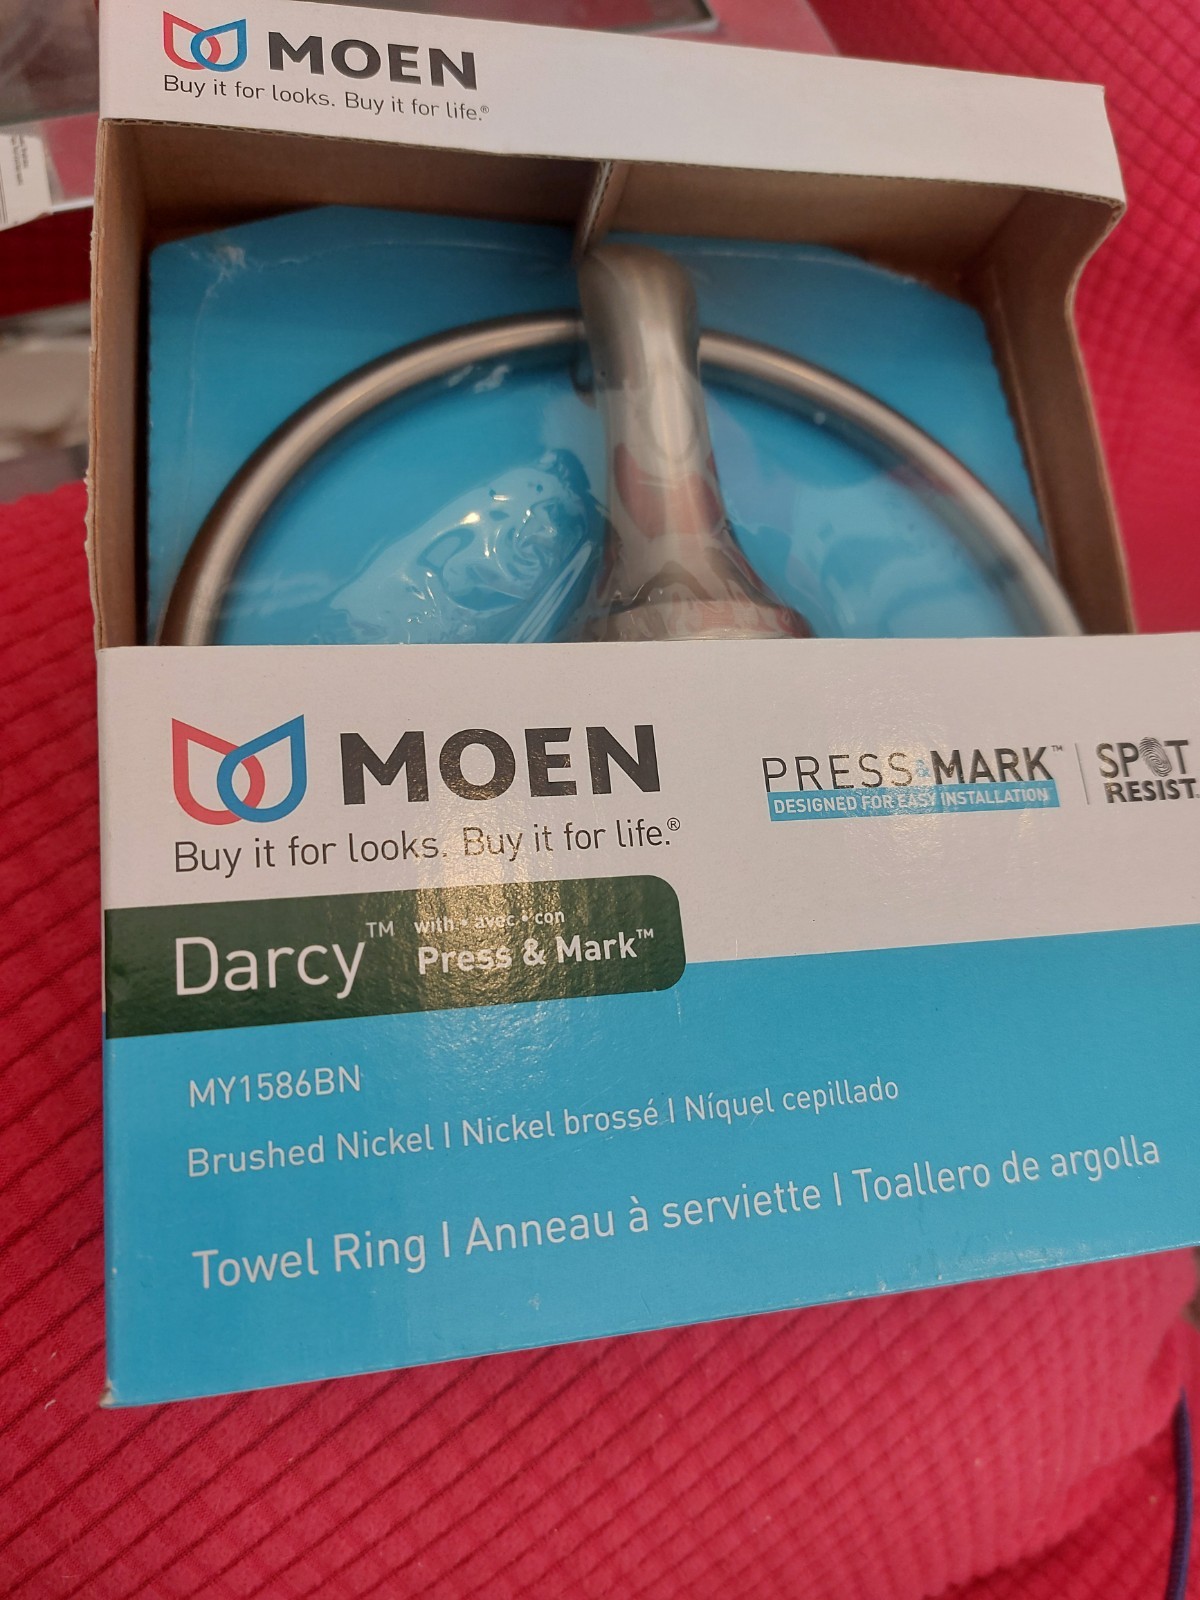 MOEN
Buy it for looks. Buy it for life.®
MOEN
Buy it for looks. Buy it for life.®
PRESS & MARK™
DESIGNED FOR EASY INSTALLATION™
SPOT
RESIST
Darcy™
with • avec • con
Press & Mark™
MY1586BN
Brushed Nickel | Nickel brossé | Níquel cepillado
Towel Ring | Anneau à serviette | Toallero de argolla